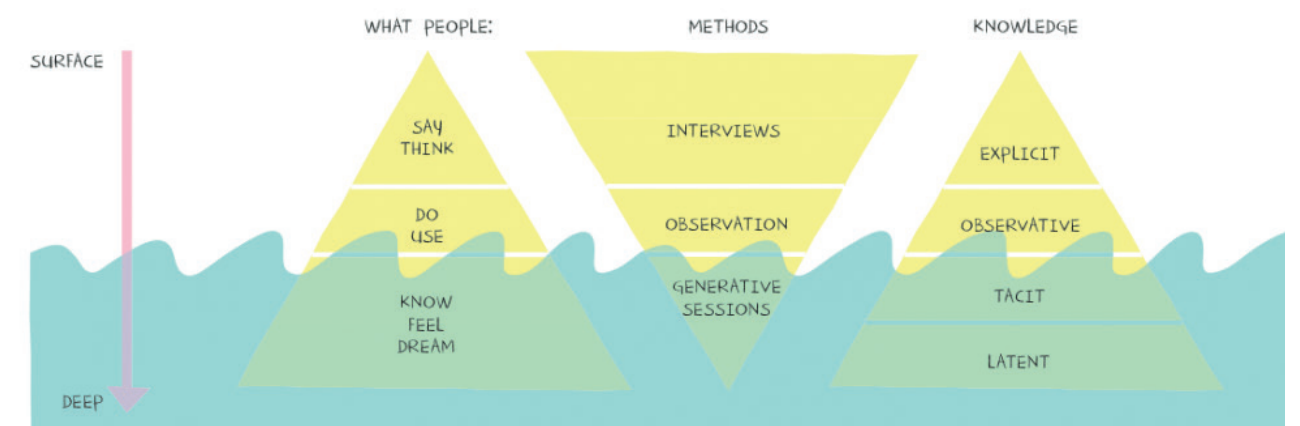 WHAT PEOPLE:
METHODS
KNOWLEDGE
SURFACE
SAY
THINK
INTERVIEWS
EXPLICIT
DO
USE
OBSERVATION
OBSERVATIVE
KNOW
FEEL
DREAM
GENERATIVE
SESSIONS
TACIT
LATENT
DEEP